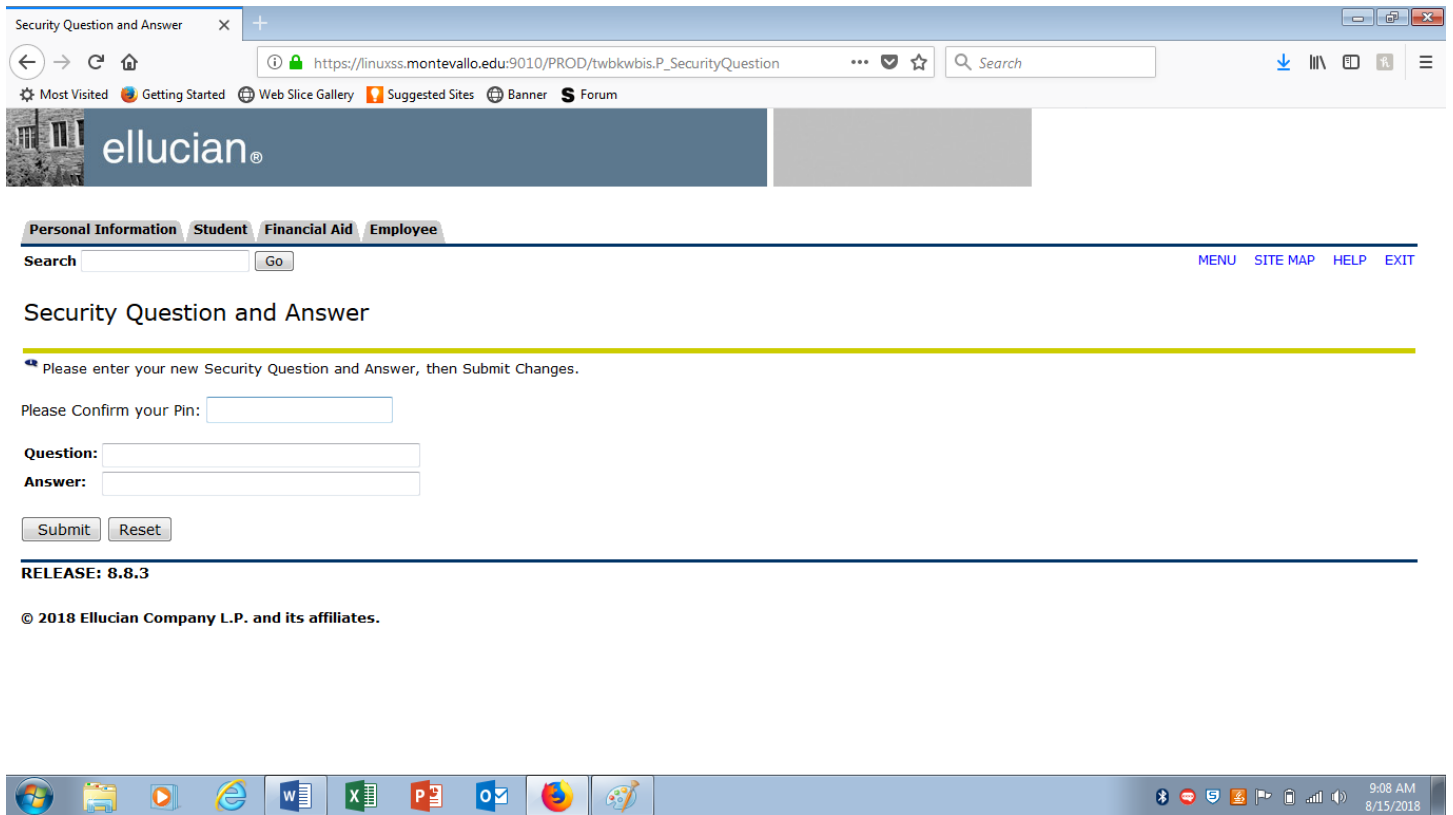 Security Question and Answer
https://linuxss.montevallo.edu:9010/PROD/twbkwbis.P_SecurityQuestion
Search
Most Visited Getting Started Web Slice Gallery Suggested Sites Banner S Forum
ellucian®
Personal Information Student Financial Aid Employee
Search Go MENU SITE MAP HELP EXIT
Security Question and Answer
Please enter your new Security Question and Answer, then Submit Changes.
Please Confirm your Pin:
Question:
Answer:
Submit Reset
RELEASE: 8.8.3
© 2018 Ellucian Company L.P. and its affiliates.
9:08 AM
8/15/2018